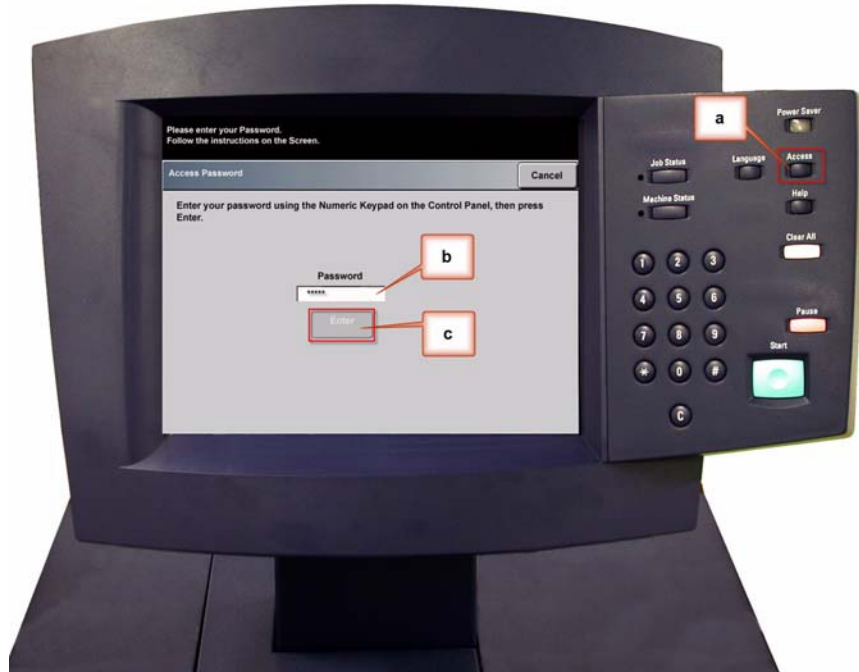 Please enter your Password.
Follow the instructions on the Screen.
Access Password
Cancel
Enter your password using the Numeric Keypad on the Control Panel, then press
Enter.
Password
*****
Enter
a
b
c
Power Saver
Job Status
Language
Access
Machine Status
Help
Clear All
1 2 3
4 5 6
7 8 9
* 0 #
C
Pause
Start